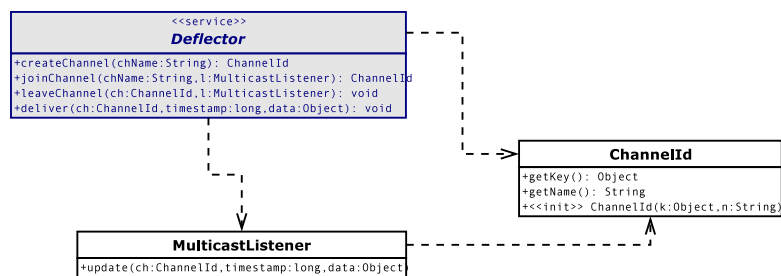 <<service>>
Deflector
+createChannel(chName:String): ChannelId
+joinChannel(chName:String,l:MulticastListener): ChannelId
+leaveChannel(ch:ChannelId,l:MulticastListener): void
+deliver(ch:ChannelId,timestamp:long,data:Object): void
ChannelId
+getKey(): Object
+getName(): String
+<<init>> ChannelId(k:Object,n:String)
MulticastListener
+update(ch:ChannelId,timestamp:long,data:Object)